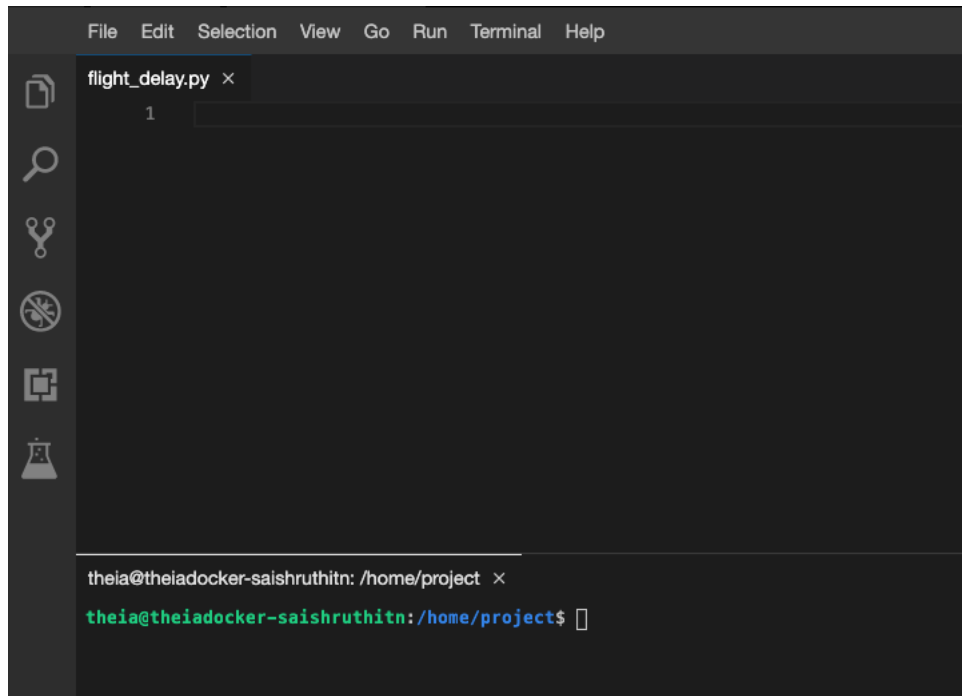 File Edit Selection View Go Run Terminal Help
flight_delay.py ×
1
theia@theiadocker-saishruthitn: /home/project ×
theia@theiadocker-saishruthitn:/home/project$